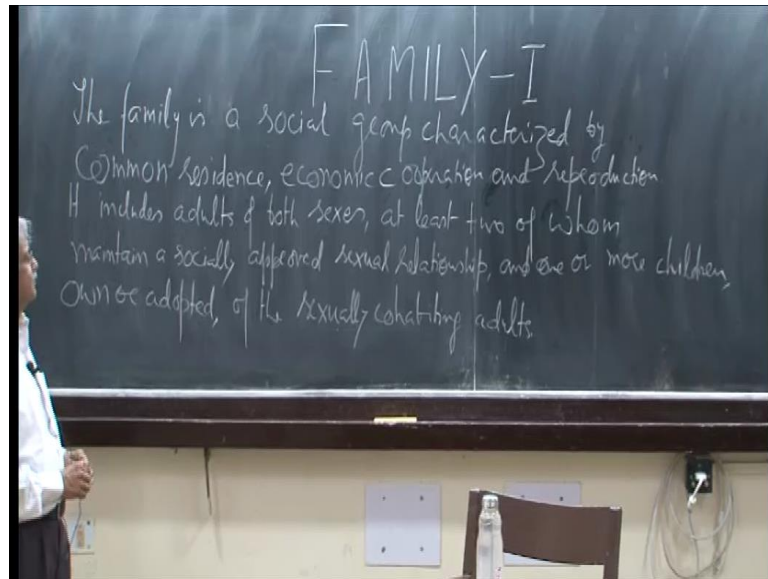 FAMILY-I
The family is a social group characterized by
Common residence, economic cooperation and reproduction
It includes adults of both sexes, at least two of whom
maintain a socially approved sexual relationship, and one or more children,
own or adopted, of the sexually cohabiting adults.